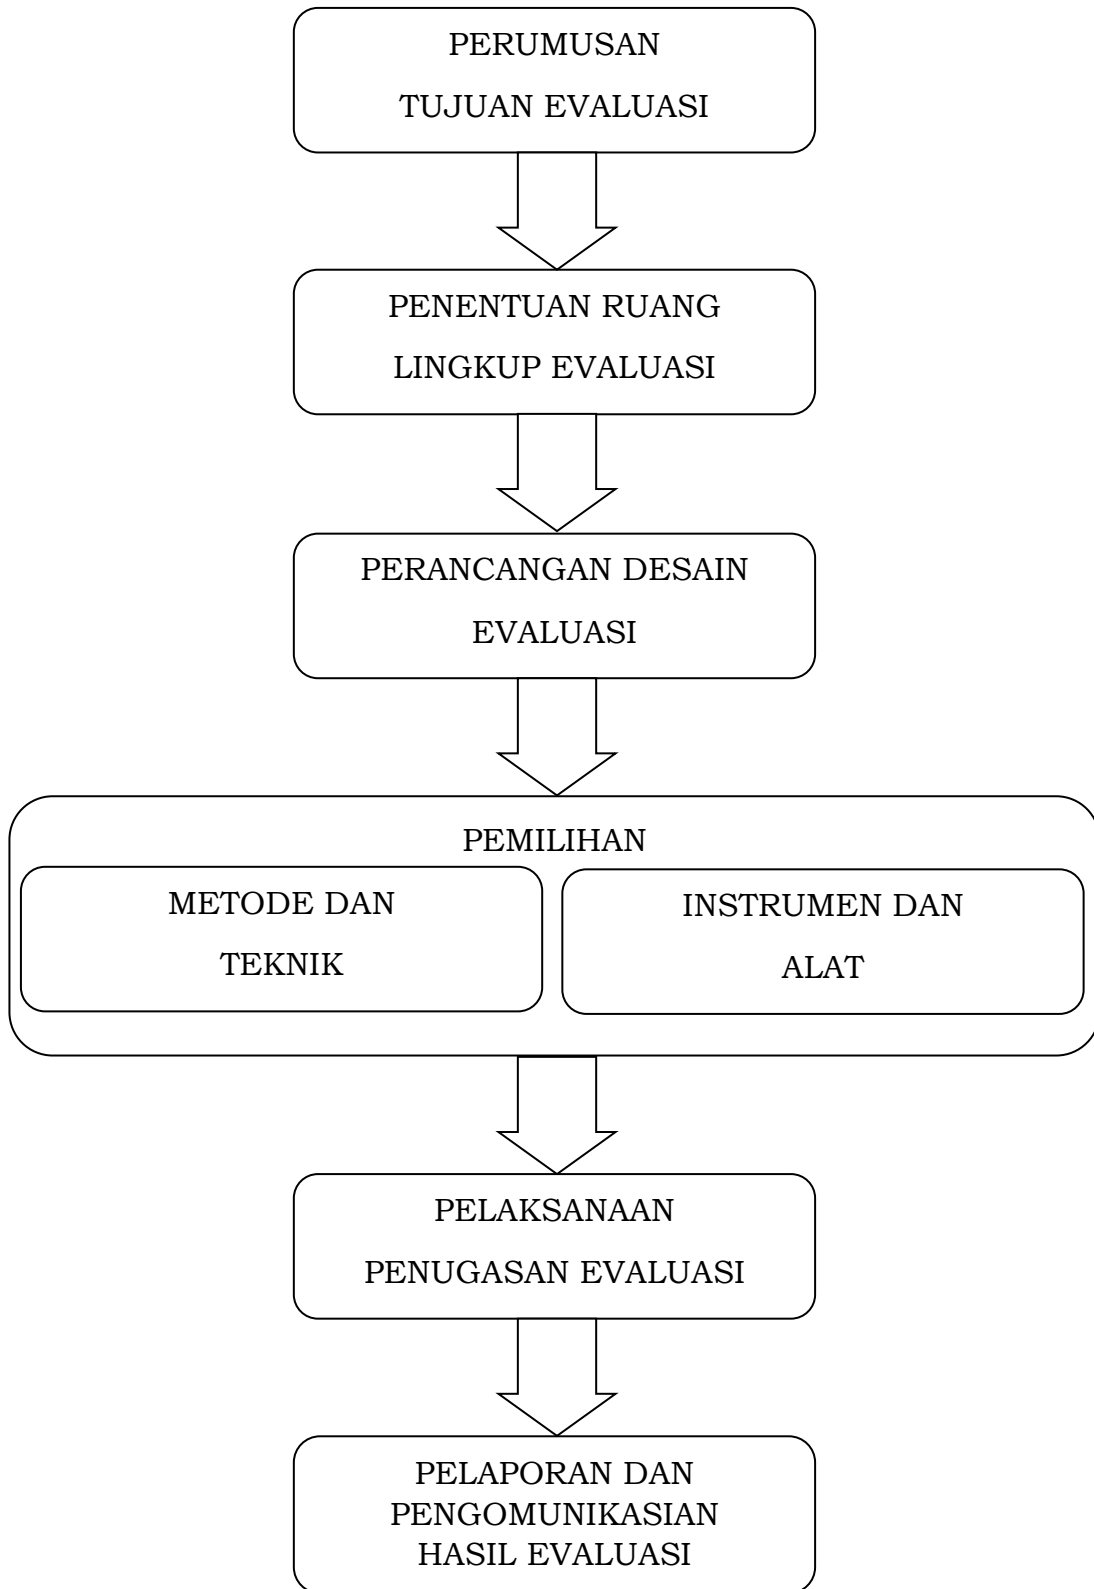 PERUMUSAN
TUJUAN EVALUASI
PENENTUAN RUANG
LINGKUP EVALUASI
PERANCANGAN DESAIN
EVALUASI
PEMILIHAN
METODE DAN
TEKNIK
INSTRUMEN DAN
ALAT
PELAKSANAAN
PENUGASAN EVALUASI
PELAPORAN DAN
PENGOMUNIKASIAN
HASIL EVALUASI